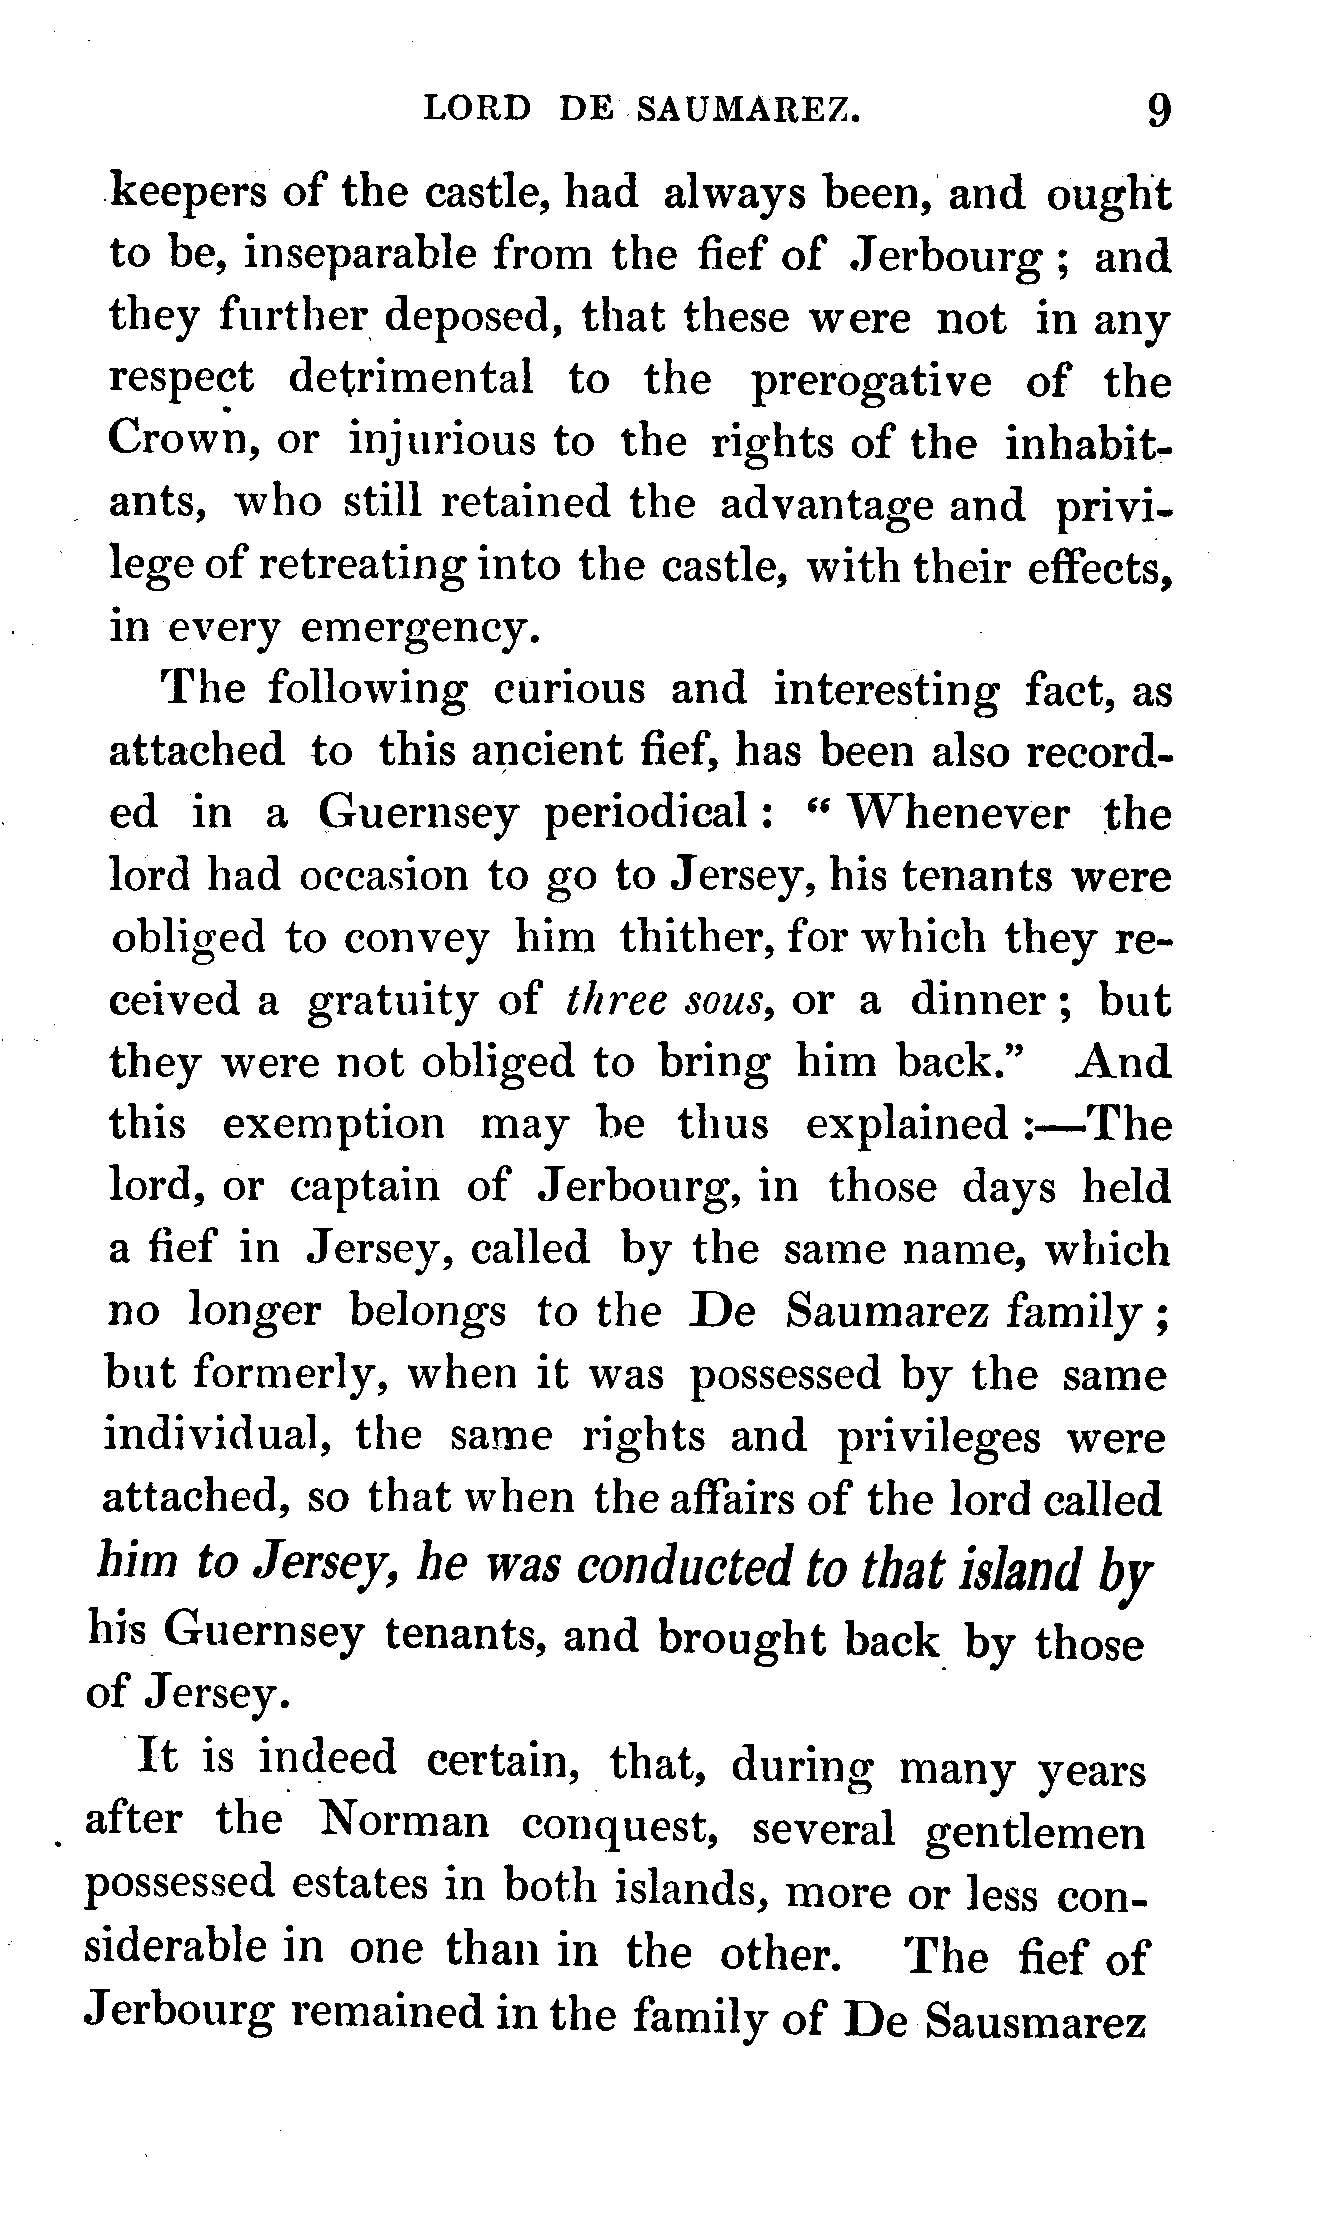 LORD DE SAUMAREZ. 9
keepers of the castle, had always been, and ought
to be, inseparable from the fief of Jerbourg ; and
they further deposed, that these were not in any
respect detrimental to the prerogative of the
Crown, or injurious to the rights of the inhabit-
ants, who still retained the advantage and privi-
lege of retreating into the castle, with their effects,
in every emergency.
The following curious and interesting fact, as
attached to this ancient fief, has been also record-
ed in a Guernsey periodical : “ Whenever the
lord had occasion to go to Jersey, his tenants were
obliged to convey him thither, for which they re-
ceived a gratuity of three sous, or a dinner ; but
they were not obliged to bring him back.” And
this exemption may be thus explained :—The
lord, or captain of Jerbourg, in those days held
a fief in Jersey, called by the same name, which
no longer belongs to the De Saumarez family ;
but formerly, when it was possessed by the same
individual, the same rights and privileges were
attached, so that when the affairs of the lord called
him to Jersey, he was conducted to that island by
his Guernsey tenants, and brought back by those
of Jersey.
It is indeed certain, that, during many years
after the Norman conquest, several gentlemen
possessed estates in both islands, more or less con-
siderable in one than in the other. The fief of
Jerbourg remained in the family of De Sausmarez